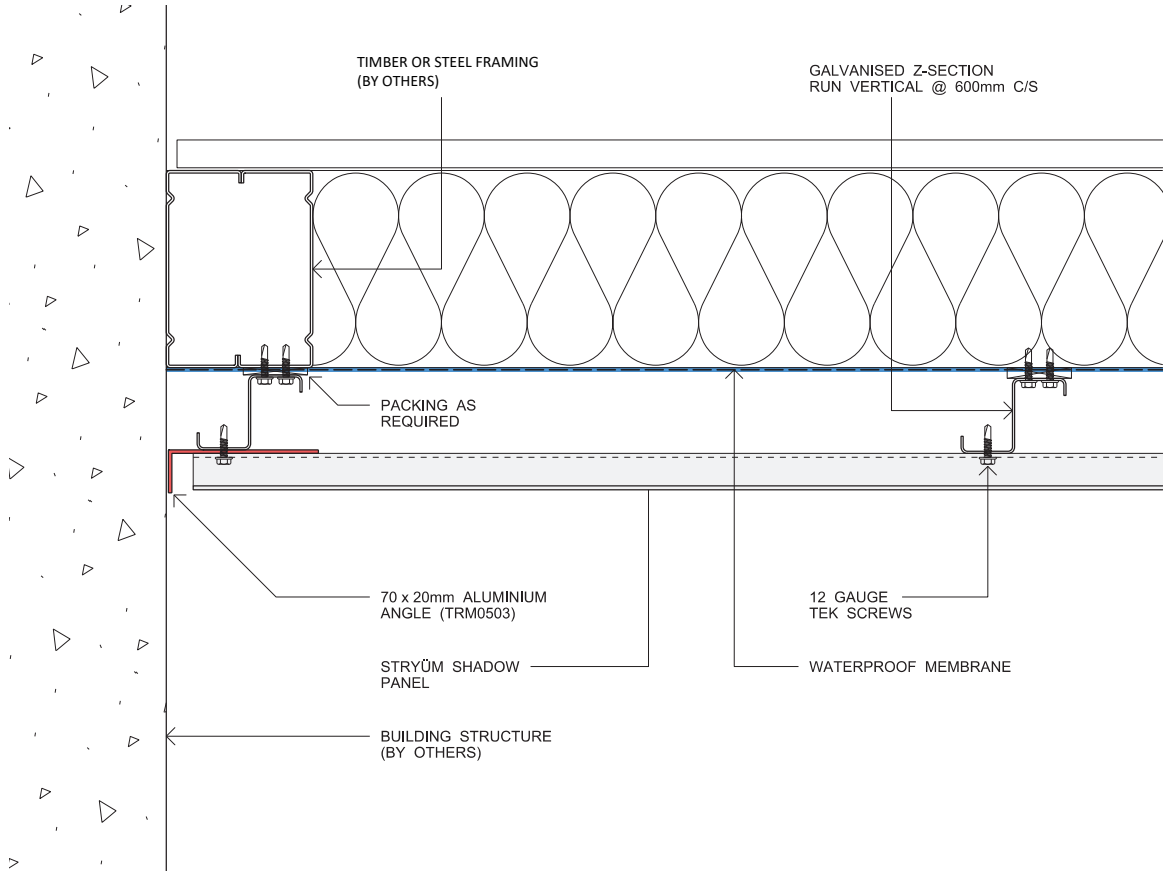 TIMBER OR STEEL FRAMING
(BY OTHERS)
GALVANISED Z-SECTION
RUN VERTICAL @ 600mm C/S
PACKING AS
REQUIRED
70 x 20mm ALUMINIUM
ANGLE (TRM0503)
12 GAUGE
TEK SCREWS
STRYÜM SHADOW
PANEL
WATERPROOF MEMBRANE
BUILDING STRUCTURE
(BY OTHERS)